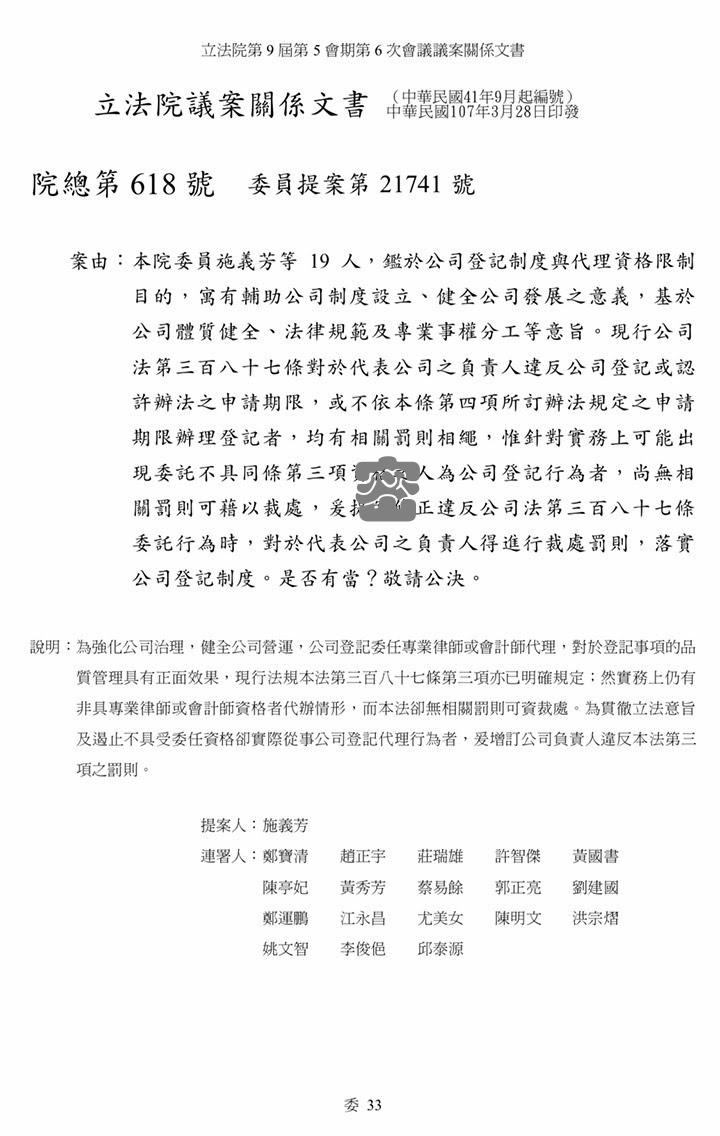 立法院第9屆第5會期第6次會議議案關係文書
立法院議案關係文書 （中華民國41年9月起編號）
中華民國107年3月28日印發
院總第618號 委員提案第 21741 號
案由：本院委員施義芳等 19 人，鑑於公司登記制度與代理資格限制
目的，寓有輔助公司制度設立、健全公司發展之意義，基於
公司體質健全、法律規範及專業事權分工等意旨。現行公司
法第三百八十七條對於代表公司之負責人違反公司登記或認
許辦法之申請期限，或不依本條第四項所訂辦法規定之申請
期限辦理登記者，均有相關罰則相繩，惟針對實務上可能出
現委託不具同條第三項 人為公司登記行為者，尚無相
關罰則可藉以裁處，爰 正違反公司法第三百八十七條
委託行為時，對於代表公司之負責人得進行裁處罰則，落實
公司登記制度。是否有當？敬請公決。
說明：為強化公司治理，健全公司營運，公司登記委任專業律師或會計師代理，對於登記事項的品
質管理具有正面效果，現行法規本法第三百八十七條第三項亦已明確規定；然實務上仍有
非具專業律師或會計師資格者代辦情形，而本法卻無相關罰則可資裁處。為貫徹立法意旨
及遏止不具受委任資格卻實際從事公司登記代理行為者，爰增訂公司負責人違反本法第三
項之罰則。
提案人：施義芳
連署人：鄭寶清 趙正宇 莊瑞雄 許智傑 黃國書
陳亭妃 黃秀芳 蔡易餘 郭正亮 劉建國
鄭運鵬 江永昌 尤美女 陳明文 洪宗熠
姚文智 李俊俋 邱泰源
委 33